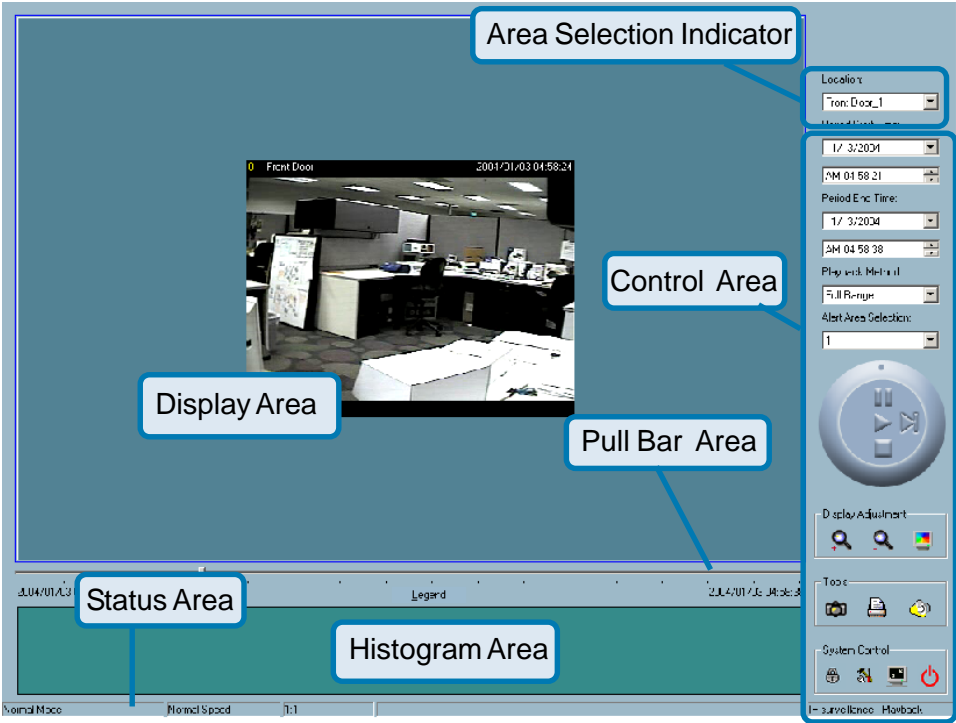 Area Selection Indicator
Location:
Front Door_1
1/ 3/2004
AM 04:58:21
Period End Time:
1/ 3/2004
AM 04:58:38
Playback Method
Full Range
Alert Area Selection:
1
0 Front Door 2004/01/03 04:58:24
Control Area
Display Area
Pull Bar Area
Display Adjustment
Tools
System Control
Legend
Status Area
Histogram Area
Normal Mode
Normal Speed
1:1
Playback